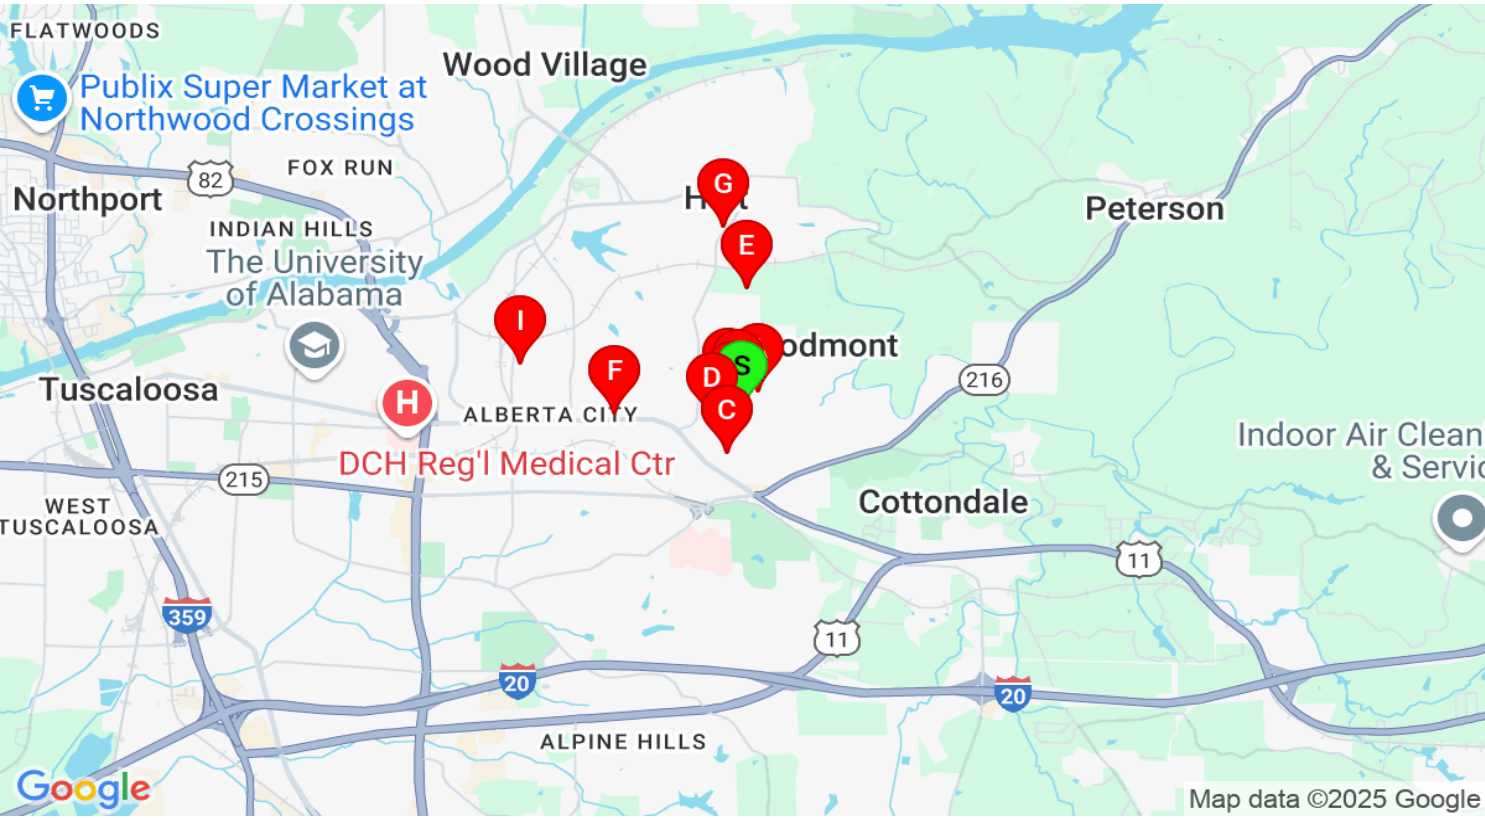 FLATWOODS
Wood Village
Publix Super Market at
Northwood Crossings
FOX RUN
82
G
Northport
Peterson
INDIAN HILLS
E
The University
of Alabama
I
odmont
F
S
D
216
Tuscaloosa
H
C
ALBERTA CITY
Indoor Air Clean
& Servic
DCH Reg'l Medical Ctr
215
Cottondale
WEST
TUSCALOOSA
11
359
11
20
20
ALPINE HILLS
Google
Map data ©2025 Google